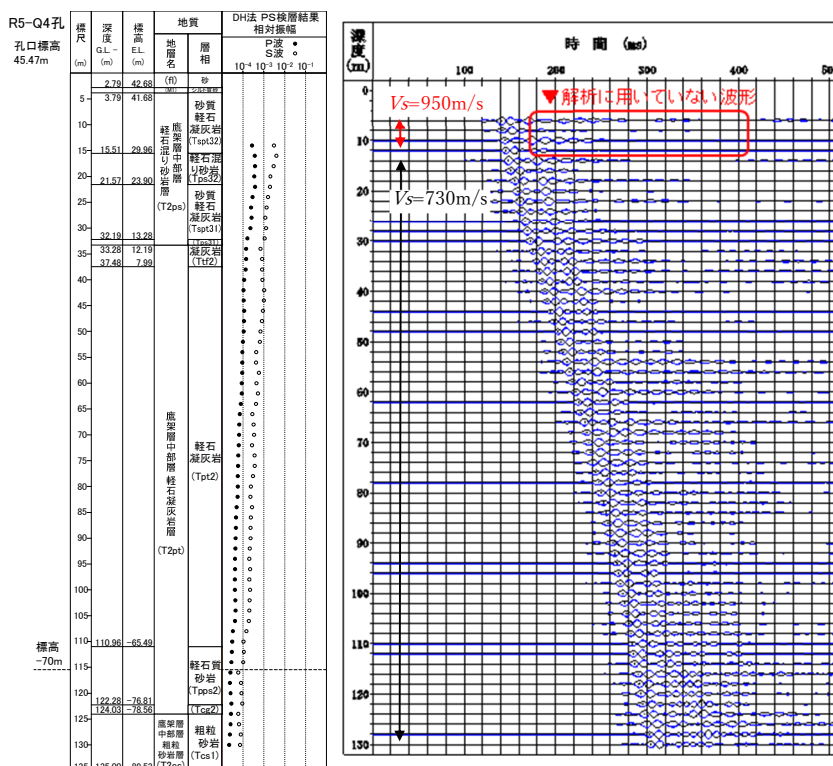 R5-Q4孔
孔口標高
45.47m
標尺
(m)
深度
G.L. -
(m)
標高
E.L.
(m)
地質
地層名
層相
DH法 PS検層結果
相対振幅
P波 ●
S波 ○
10⁻⁴ 10⁻³ 10⁻² 10⁻¹
2.79 42.68 (fl) 砂
3.79 41.68
5
10
15
20
25
30
35
40
45
50
55
60
65
70
75
80
85
90
95
100
105
110
115
120
125
130
135
15.51 29.96
21.57 23.90
32.19 13.28
33.28 12.19
37.48 7.99
110.96 -65.49
122.28 -76.81
124.03 -78.56
鷹架層中部層
軽石混り砂岩層
(T2ps)
砂質
軽石
凝灰岩
(Tspt32)
軽石混
り砂岩
(Tps32)
砂質
軽石
凝灰岩
(Tspt31)
(Tps31)
凝灰岩
(Ttf2)
鷹架層中部層
軽石凝灰岩層
(T2pt)
軽石
凝灰岩
(Tpt2)
軽石質
砂岩
(Tpps2)
(Tcg2)
鷹架層
中部層
粗粒
砂岩層
粗粒
砂岩
(Tcs1)
標高
-70m
深度
(m)
時 間 (ms)
100 200 300 400 500
0
10
20
30
40
50
60
70
80
90
100
110
120
130
Vs=950m/s
▼解析に用いていない波形
Vs=730m/s